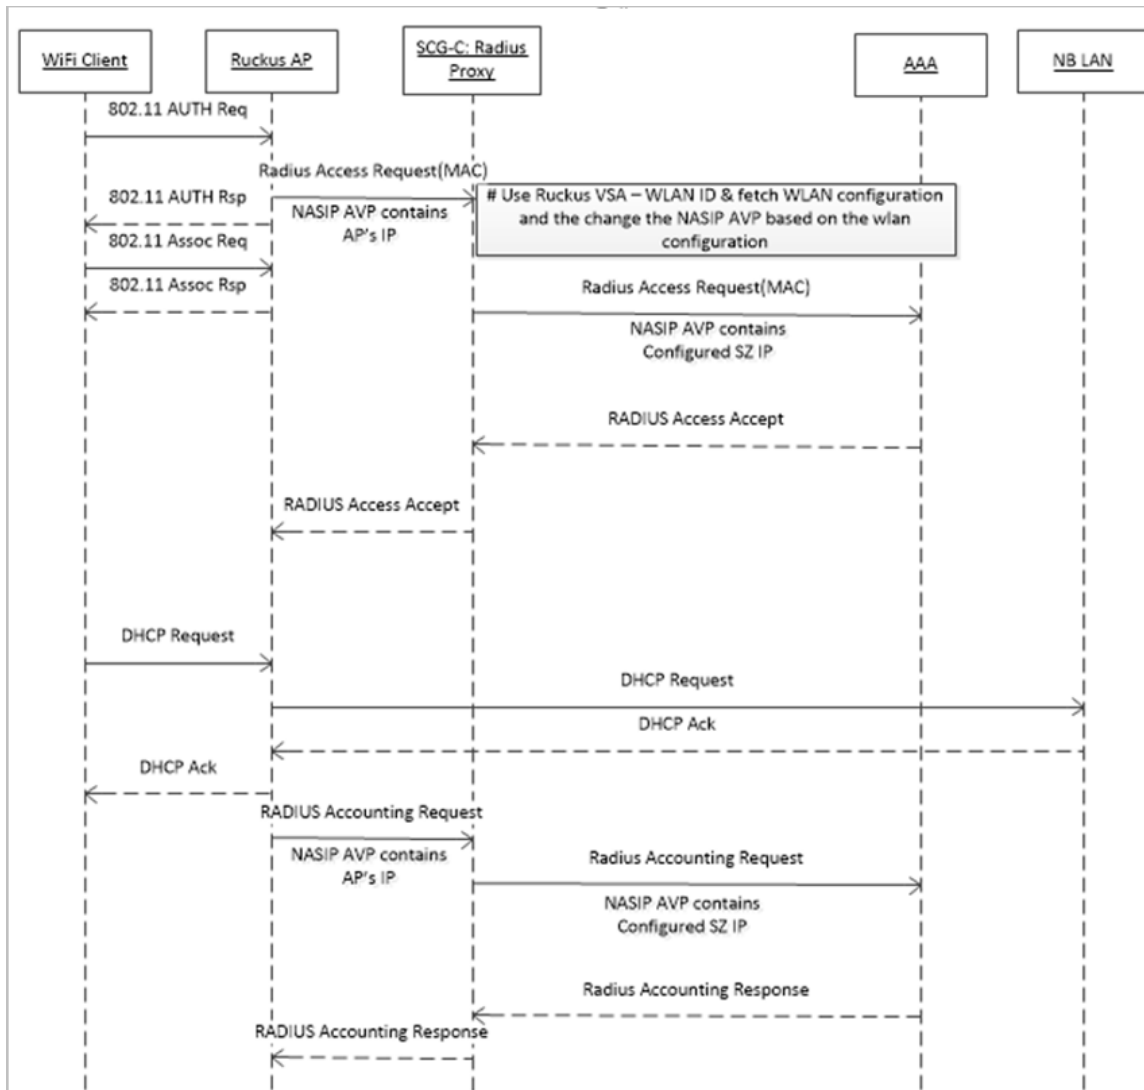 WiFi Client
Ruckus AP
SCG-C: Radius
Proxy
AAA
NB LAN
802.11 AUTH Req
Radius Access Request(MAC)
802.11 AUTH Rsp
NASIP AVP contains
AP's IP
# Use Ruckus VSA – WLAN ID & fetch WLAN configuration
and the change the NASIP AVP based on the wlan
configuration
802.11 Assoc Req
802.11 Assoc Rsp
Radius Access Request(MAC)
NASIP AVP contains
Configured SZ IP
RADIUS Access Accept
RADIUS Access Accept
DHCP Request
DHCP Request
DHCP Ack
DHCP Ack
RADIUS Accounting Request
NASIP AVP contains
AP's IP
Radius Accounting Request
NASIP AVP contains
Configured SZ IP
Radius Accounting Response
RADIUS Accounting Response